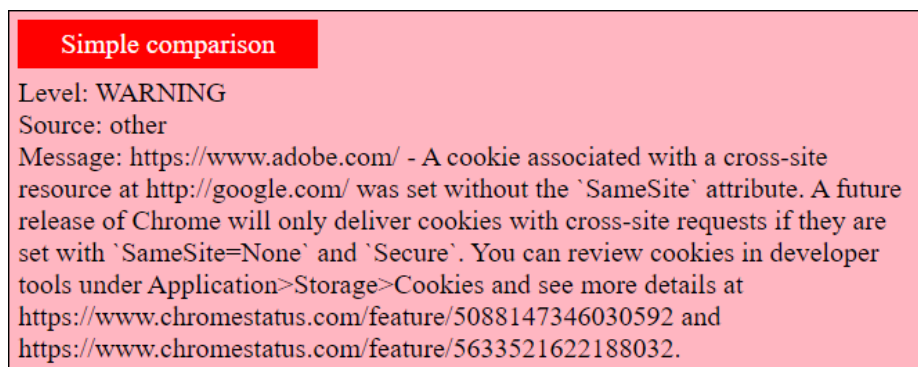 Simple comparison
Level: WARNING
Source: other
Message: https://www.adobe.com/ - A cookie associated with a cross-site
resource at http://google.com/ was set without the `SameSite` attribute. A future
release of Chrome will only deliver cookies with cross-site requests if they are
set with `SameSite=None` and `Secure`. You can review cookies in developer
tools under Application>Storage>Cookies and see more details at
https://www.chromestatus.com/feature/5088147346030592 and
https://www.chromestatus.com/feature/5633521622188032.